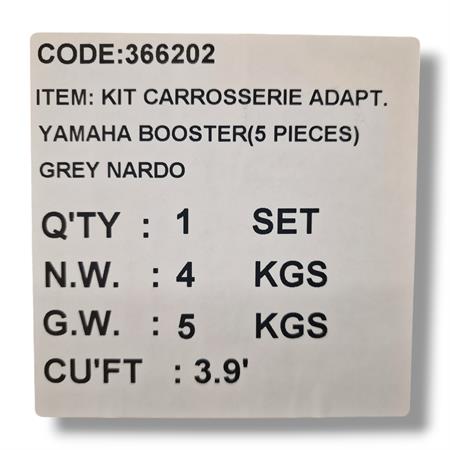 CODE:366202
ITEM: KIT CARROSSERIE ADAPT.
YAMAHA BOOSTER(5 PIECES)
GREY NARDO
Q'TY : 1 SET
N.W. : 4 KGS
G.W. : 5 KGS
CU'FT : 3.9'